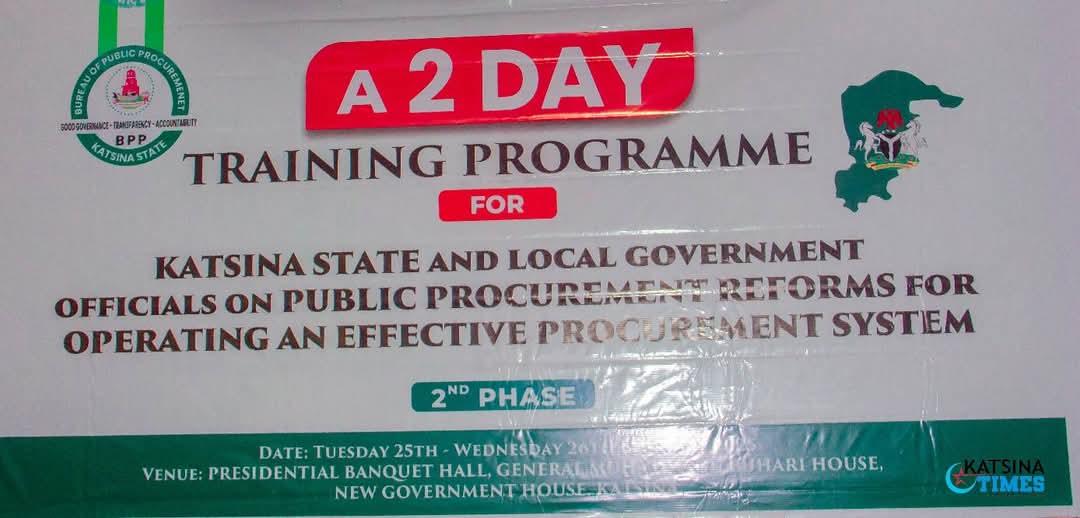 BUREAU OF PUBLIC PROCUREMENET
GOOD GOVERNANCE - TRANSPARENCY - ACCOUNTABILITY
BPP
KATSINA STATE
A 2 DAY
TRAINING PROGRAMME
FOR
KATSINA STATE AND LOCAL GOVERNMENT
OFFICIALS ON PUBLIC PROCUREMENT REFORMS FOR
OPERATING AN EFFECTIVE PROCUREMENT SYSTEM
2ND PHASE
DATE: TUESDAY 25TH - WEDNESDAY
VENUE: PRESIDENTIAL BANQUET HALL, GENERAL BUHARI HOUSE,
NEW GOVERNMENT HOUSE, KATSINA
KATSINA
TIMES